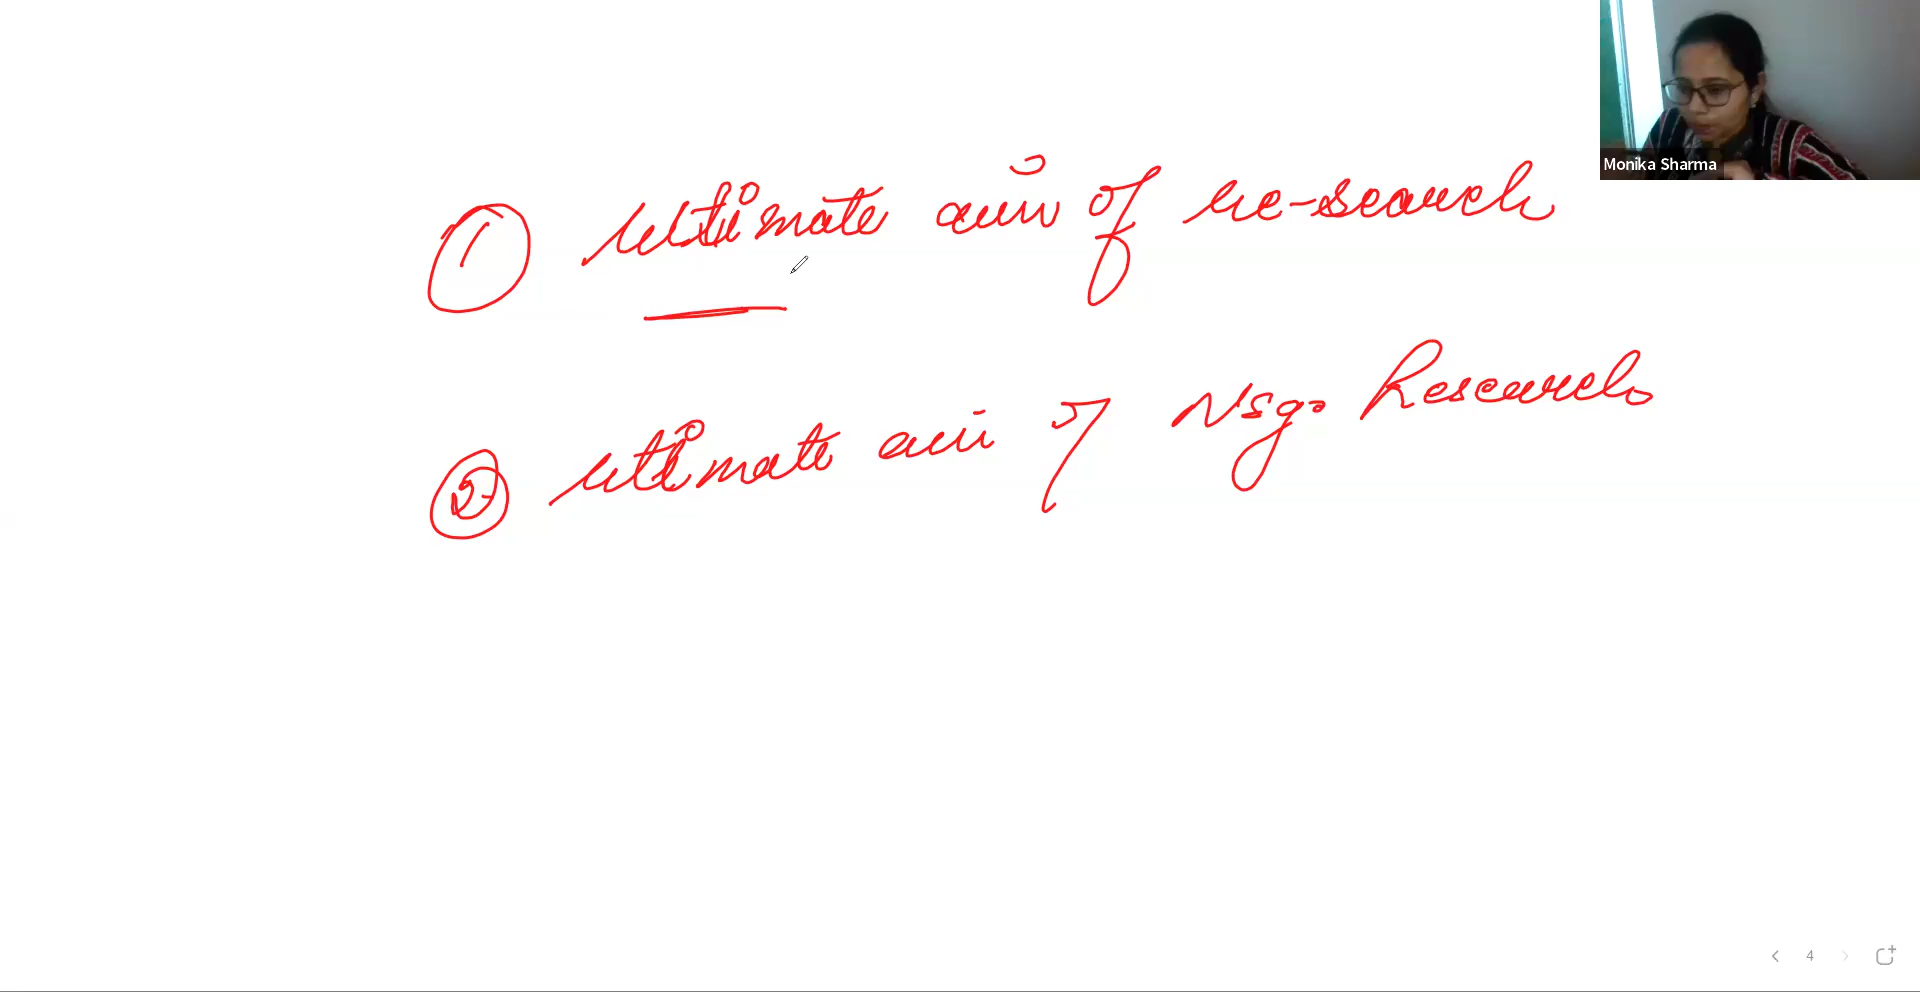 Monika Sharma
① Ultimate aim of re-search
② Ultimate aim of Nsg. Research
4